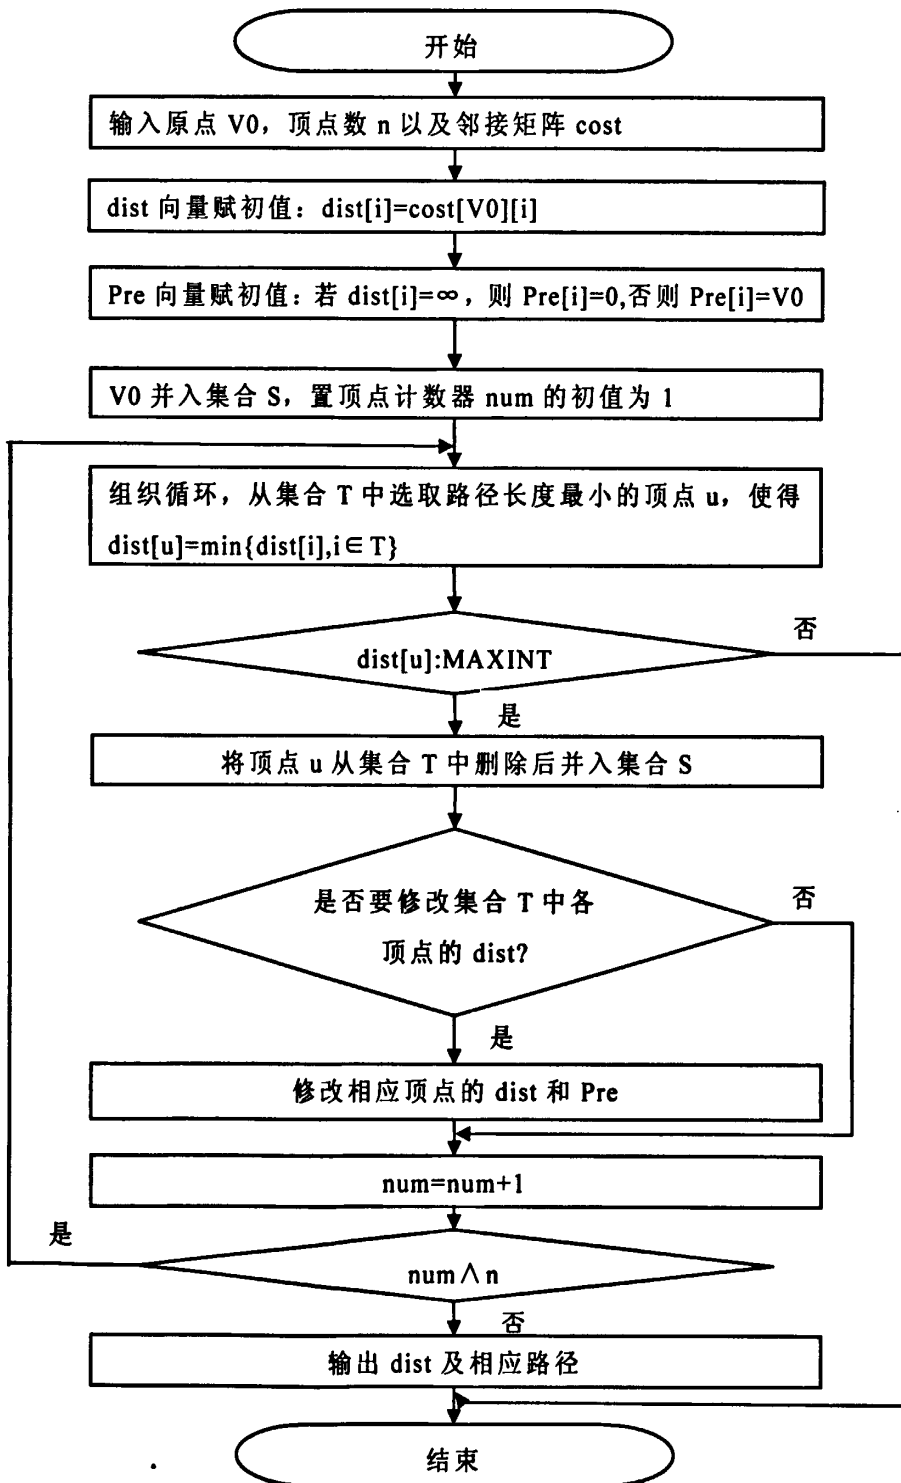 开始
输入原点 V0，顶点数 n 以及邻接矩阵 cost
dist 向量赋初值：dist[i]=cost[V0][i]
Pre 向量赋初值：若 dist[i]=∞，则 Pre[i]=0,否则 Pre[i]=V0
V0 并入集合 S，置顶点计数器 num 的初值为 1
组织循环，从集合 T 中选取路径长度最小的顶点 u，使得
dist[u]=min{dist[i],i∈T}
否
dist[u]:MAXINT
是
将顶点 u 从集合 T 中删除后并入集合 S
是否要修改集合 T 中各
顶点的 dist?
否
是
修改相应顶点的 dist 和 Pre
num=num+1
是
num∧n
否
输出 dist 及相应路径
结束